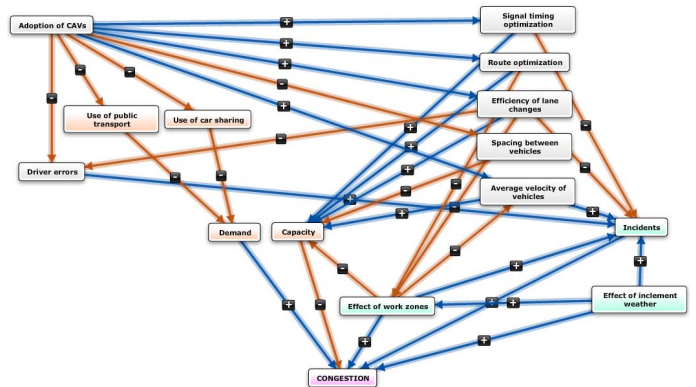 Adoption of CAVs
Signal timing
optimization
Route optimization
Efficiency of lane
changes
Use of public
transport
Use of car sharing
Spacing between
vehicles
Driver errors
Average velocity of
vehicles
Demand
Capacity
Incidents
Effect of work zones
Effect of inclement
weather
CONGESTION